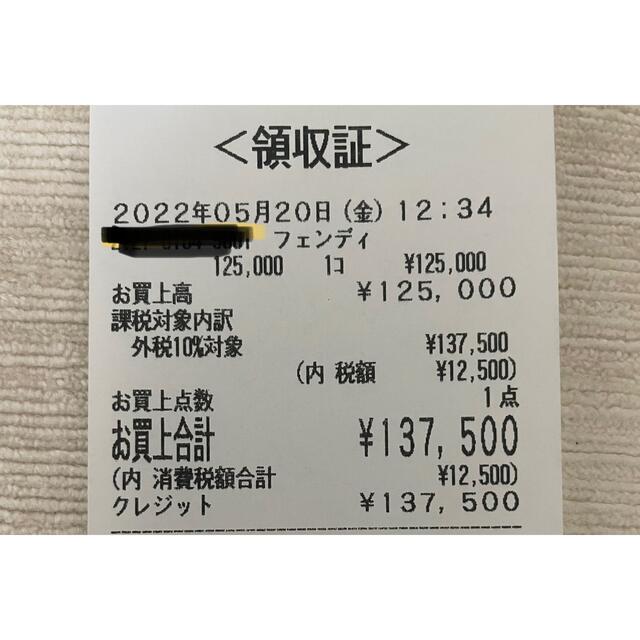 ＜領収証＞
2022年05月20日(金)12:34
フェンディ
125,000 1コ ¥125,000
お買上高 ¥125,000
課税対象内訳
外税10%対象 ¥137,500
(内 税額 ¥12,500)
お買上点数 1点
お買上合計 ¥137,500
(内 消費税額合計 ¥12,500)
クレジット ¥137,500